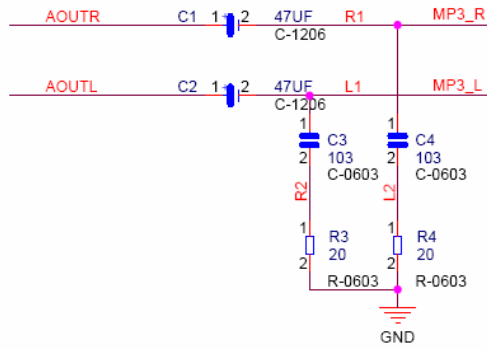 AOUTR C1 1 + 2 47UF R1 MP3_R
C-1206
AOUTL C2 1 + 2 47UF L1 MP3_L
C-1206
1 C3 1 C4
2 103 2 103
C-0603 C-0603
R2 L2
1 R3 1 R4
2 20 2 20
R-0603 R-0603
GND